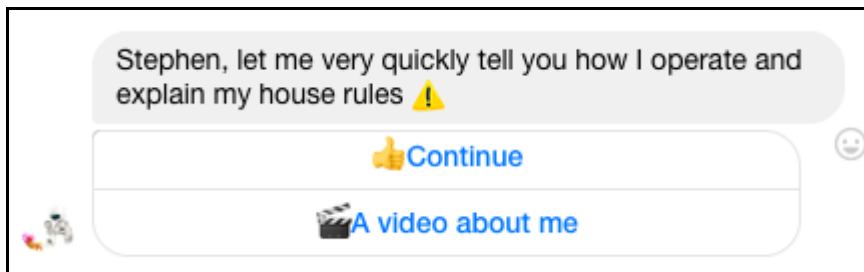 Stephen, let me very quickly tell you how I operate and
explain my house rules ⚠️
👍Continue
🎬A video about me